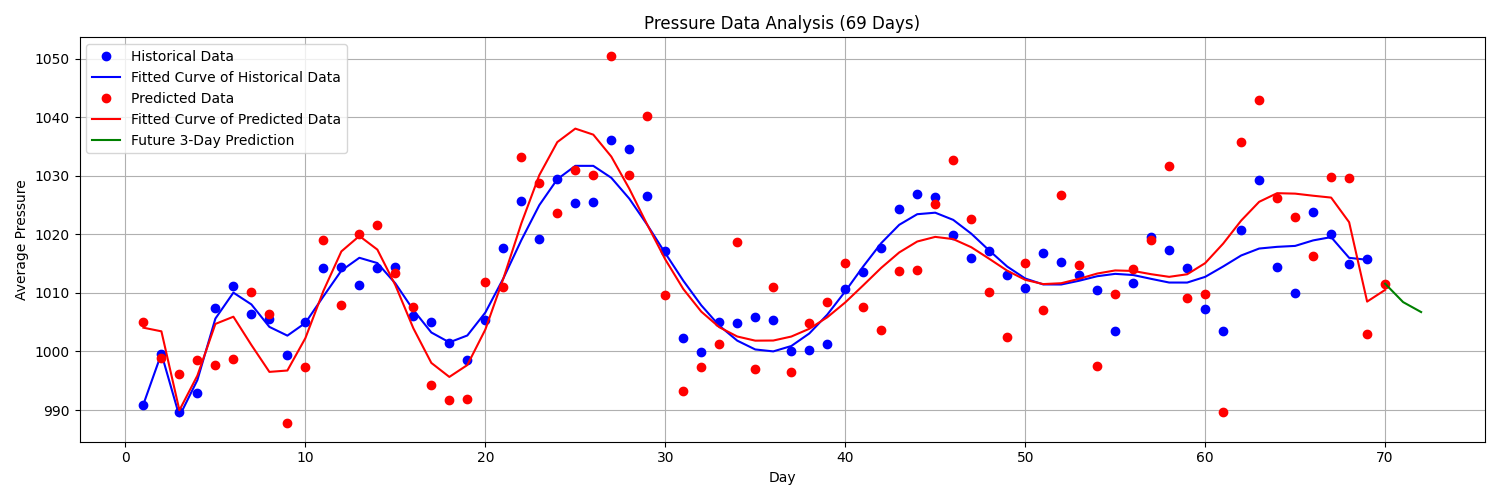 Pressure Data Analysis (69 Days)
Historical Data
Fitted Curve of Historical Data
Predicted Data
Fitted Curve of Predicted Data
Future 3-Day Prediction
Average Pressure
1050
1040
1030
1020
1010
1000
990
0 10 20 30 40 50 60 70
Day